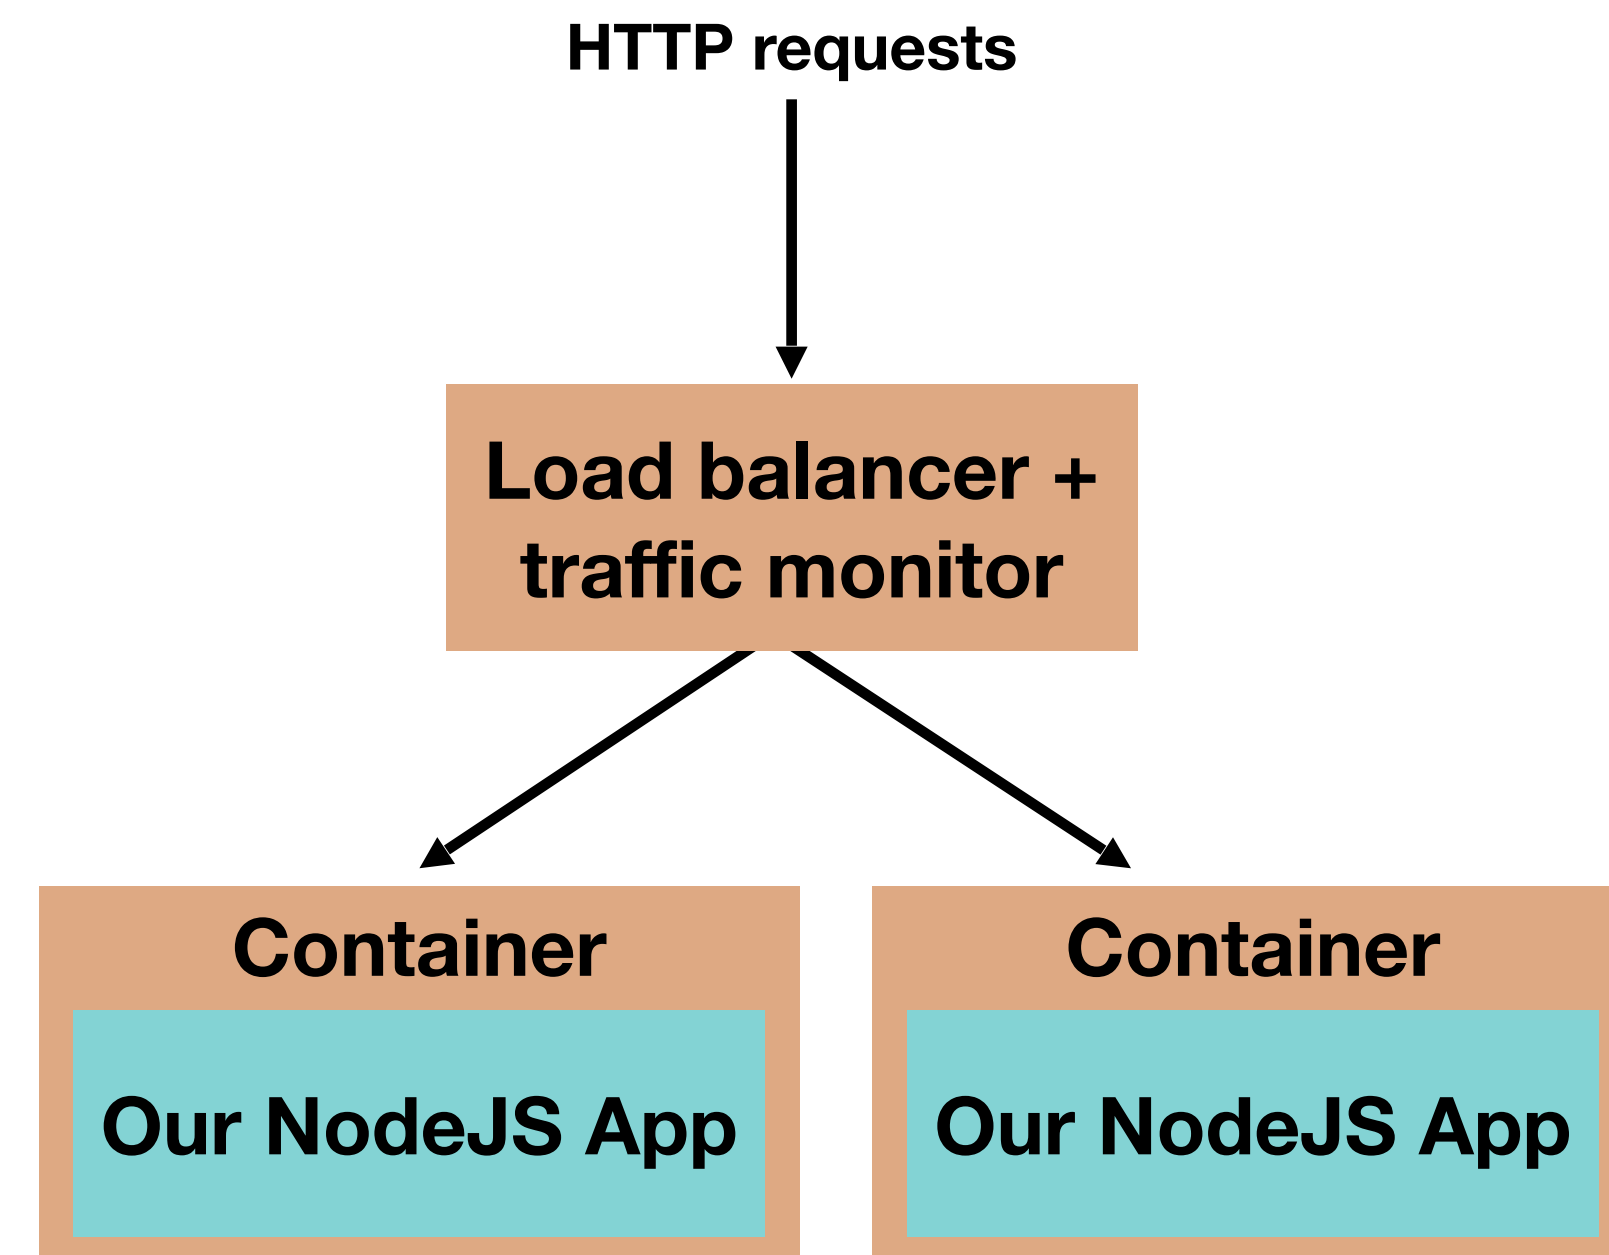 HTTP requests
Load balancer +
traffic monitor
Container
Container
Our NodeJS App
Our NodeJS App